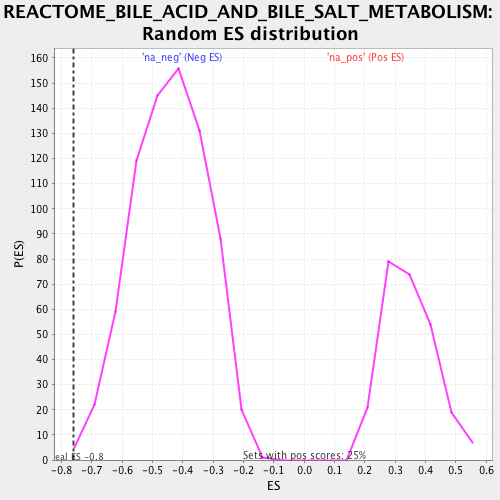 REACTOME_BILE_ACID_AND_BILE_SALT_METABOLISM:
Random ES distribution
'na_neg' (Neg ES) 'na_pos' (Pos ES)
160
150
140
130
120
110
100
90
80
70
60
50
40
30
20
10
0
P(ES)
eal ES -0.8
Sets with pos scores: 25%
-0.8 -0.7 -0.6 -0.5 -0.4 -0.3 -0.2 -0.1 0.0 0.1 0.2 0.3 0.4 0.5 0.6
ES